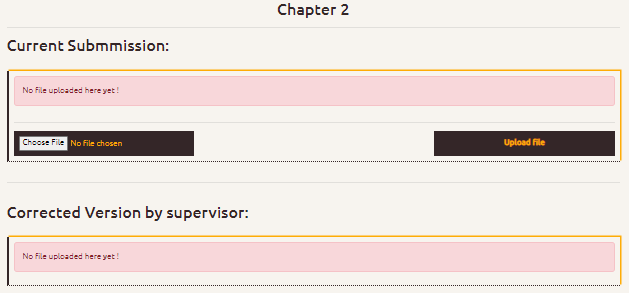 Chapter 2
Current Submmission:
No file uploaded here yet !
Choose File No file chosen
Upload file
Corrected Version by supervisor:
No file uploaded here yet !